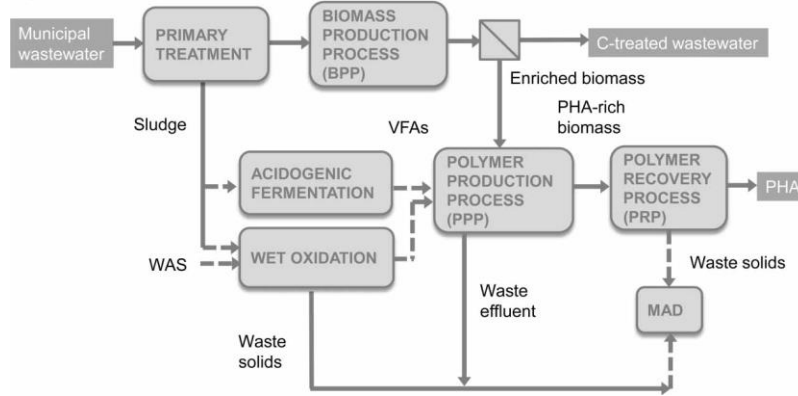 Municipal
wastewater
PRIMARY
TREATMENT
BIOMASS
PRODUCTION
PROCESS
(BPP)
C-treated wastewater
Enriched biomass
Sludge
VFAs
PHA-rich
biomass
ACIDOGENIC
FERMENTATION
POLYMER
PRODUCTION
PROCESS
(PPP)
POLYMER
RECOVERY
PROCESS
(PRP)
PHA
WAS
WET OXIDATION
Waste solids
Waste
effluent
MAD
Waste
solids